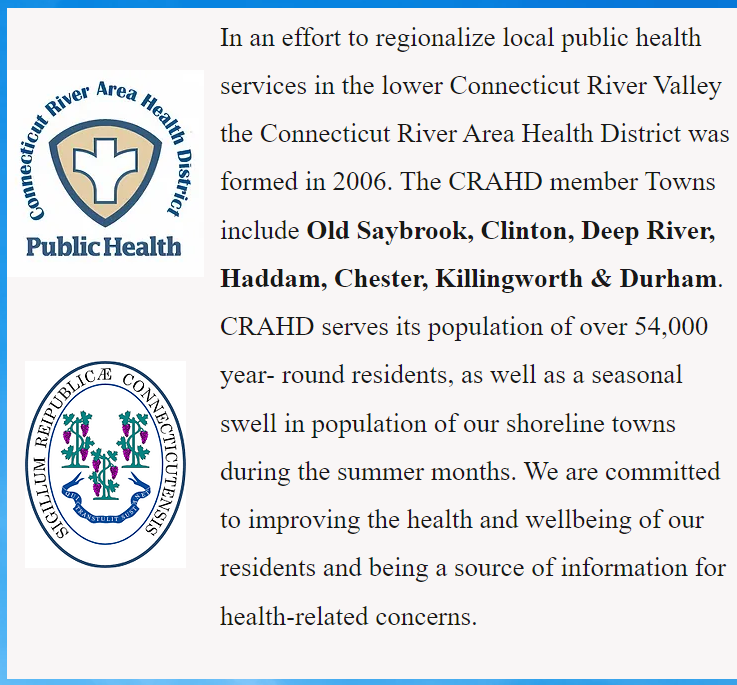 In an effort to regionalize local public health
services in the lower Connecticut River Valley
the Connecticut River Area Health District was
formed in 2006. The CRAHD member Towns
include Old Saybrook, Clinton, Deep River,
Haddam, Chester, Killingworth & Durham.
CRAHD serves its population of over 54,000
year- round residents, as well as a seasonal
swell in population of our shoreline towns
during the summer months. We are committed
to improving the health and wellbeing of our
residents and being a source of information for
health-related concerns.
Connecticut River Area Health District
Public Health
SIGILLUM REIPUBLICÆ CONNECTICUTENSIS
QUI TRANSTULIT SUSTINET